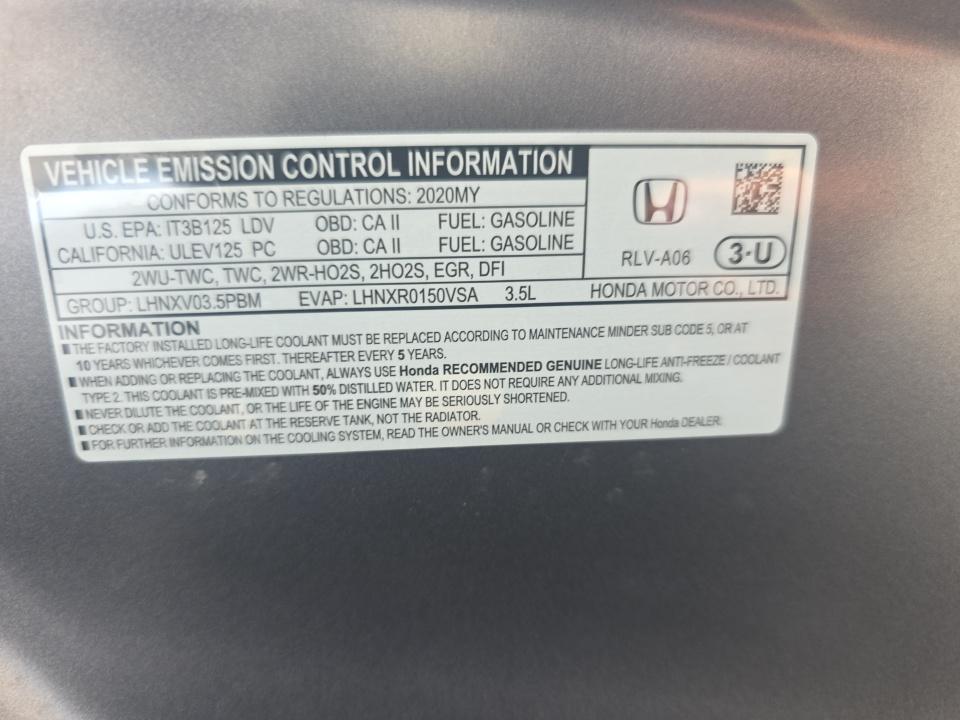 VEHICLE EMISSION CONTROL INFORMATION
CONFORMS TO REGULATIONS: 2020MY
U.S. EPA: IT3B125 LDV OBD: CA II FUEL: GASOLINE
CALIFORNIA: ULEV125 PC OBD: CA II FUEL: GASOLINE
2WU-TWC, TWC, 2WR-HO2S, 2HO2S, EGR, DFI
GROUP: LHNXV03.5PBM EVAP: LHNXR0150VSA 3.5L
RLV-A06 3·U
HONDA MOTOR CO., LTD.
INFORMATION
■ THE FACTORY INSTALLED LONG-LIFE COOLANT MUST BE REPLACED ACCORDING TO MAINTENANCE MINDER SUB CODE 5, OR AT
10 YEARS WHICHEVER COMES FIRST. THEREAFTER EVERY 5 YEARS.
■ WHEN ADDING OR REPLACING THE COOLANT, ALWAYS USE Honda RECOMMENDED GENUINE LONG-LIFE ANTI-FREEZE / COOLANT
TYPE 2. THIS COOLANT IS PRE-MIXED WITH 50% DISTILLED WATER. IT DOES NOT REQUIRE ANY ADDITIONAL MIXING.
■ NEVER DILUTE THE COOLANT, OR THE LIFE OF THE ENGINE MAY BE SERIOUSLY SHORTENED.
■ CHECK OR ADD THE COOLANT AT THE RESERVE TANK, NOT THE RADIATOR.
■ FOR FURTHER INFORMATION ON THE COOLING SYSTEM, READ THE OWNER'S MANUAL OR CHECK WITH YOUR Honda DEALER.